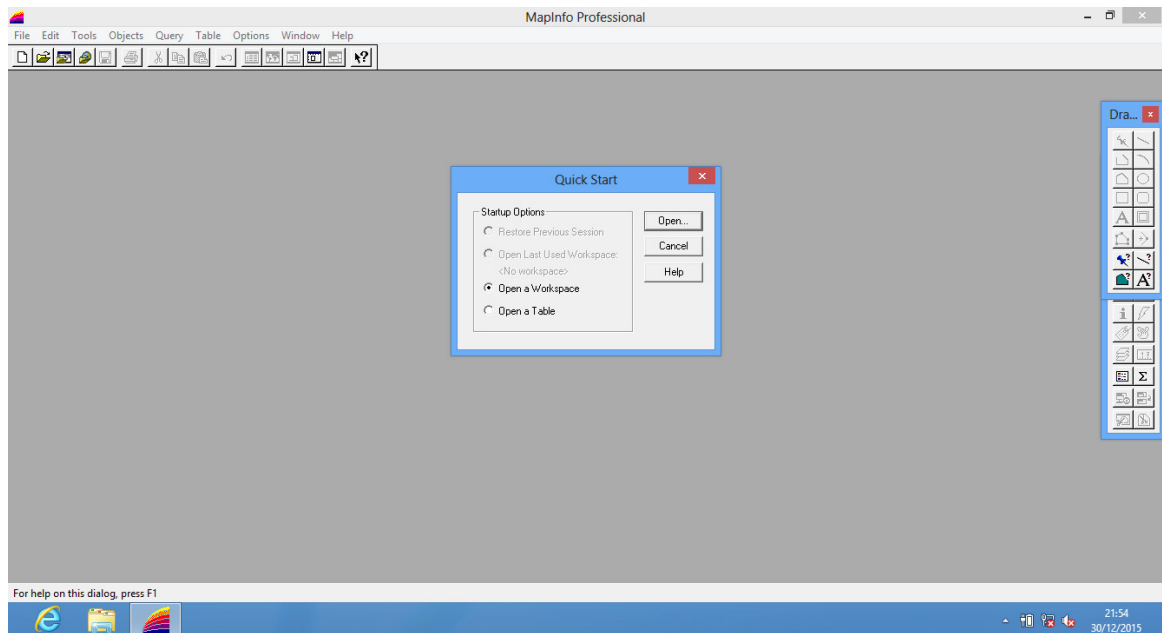 MapInfo Professional
File Edit Tools Objects Query Table Options Window Help
Dra...
Quick Start
Startup Options
Restore Previous Session
Open Last Used Workspace:
<No workspace>
Open a Workspace
Open a Table
Open...
Cancel
Help
For help on this dialog, press F1
21:54
30/12/2015